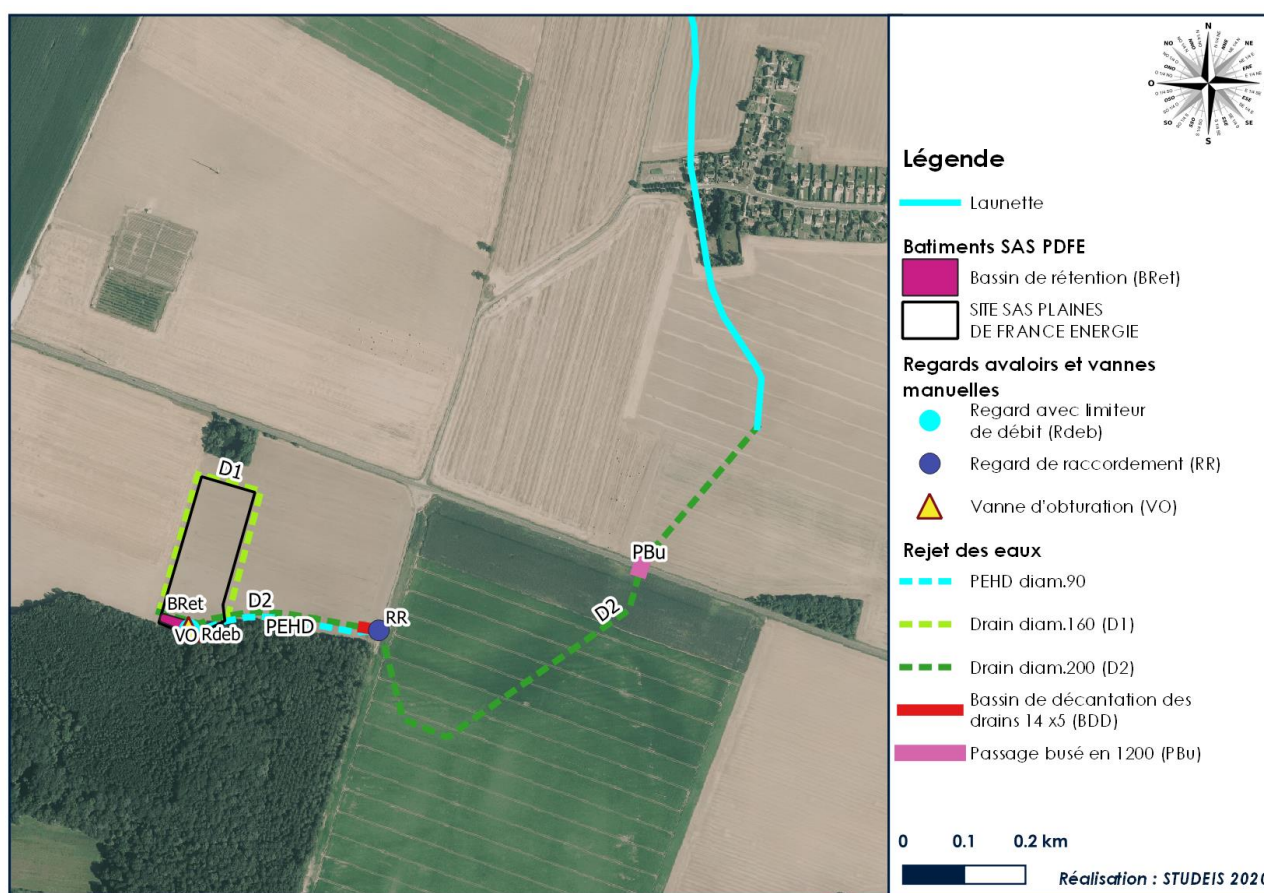 D1
BRet
D2
VO
Rdeb
PEHD
RR
PBu
D2
N
NO
NE
O
E
SO
SE
S
Légende
Launette
Batiments SAS PDFE
Bassin de rétention (BRet)
SITE SAS PLAINES
DE FRANCE ENERGIE
Regards avaloirs et vannes
manuelles
Regard avec limiteur
de débit (Rdeb)
Regard de raccordement (RR)
Vanne d'obturation (VO)
Rejet des eaux
PEHD diam.90
Drain diam.160 (D1)
Drain diam.200 (D2)
Bassin de décantation des
drains 14 x5 (BDD)
Passage busé en 1200 (PBu)
0 0.1 0.2 km
Réalisation : STUDEIS 2020